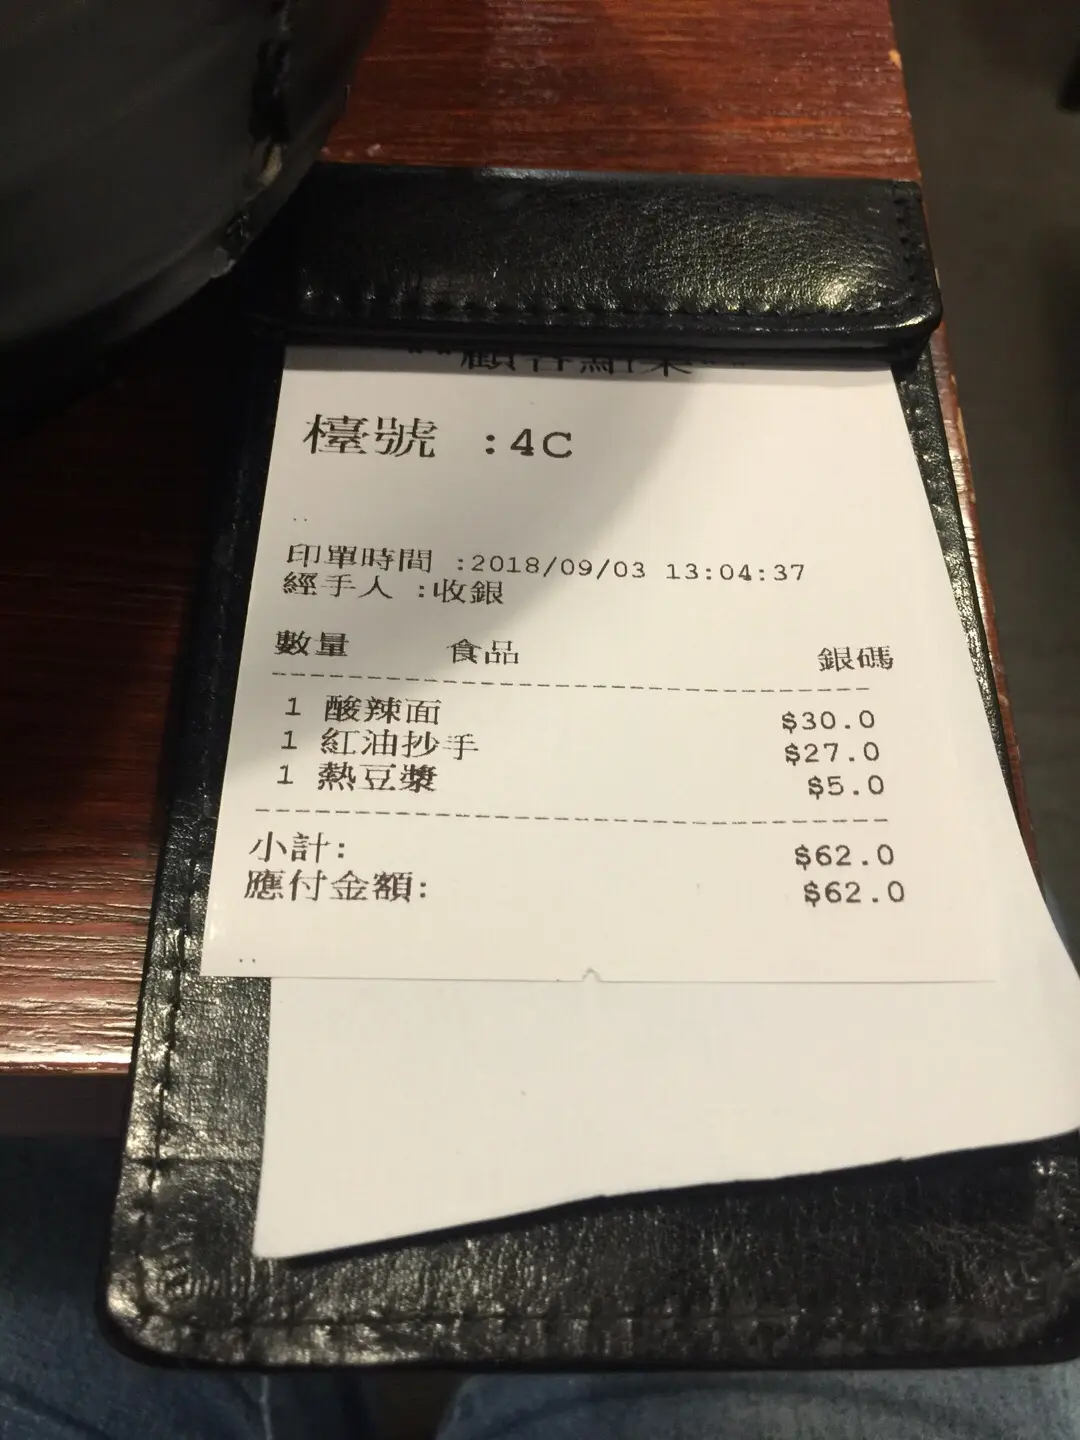 檯號 :4C
..
印單時間 :2018/09/03 13:04:37
經手人 :收銀
數量 食品 銀碼
1 酸辣面 $30.0
1 紅油抄手 $27.0
1 熱豆漿 $5.0
小計: $62.0
應付金額: $62.0
..